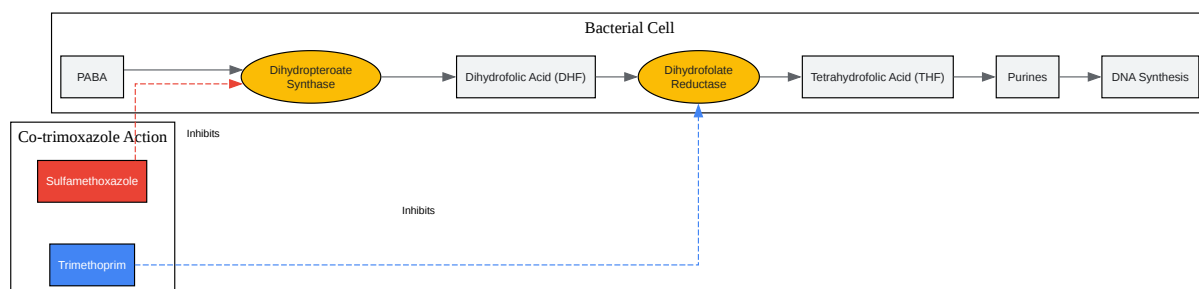 Bacterial Cell
PABA
Dihydropteroate
Synthase
Dihydrofolic Acid (DHF)
Dihydrofolate
Reductase
Tetrahydrofolic Acid (THF)
Purines
DNA Synthesis
Co-trimoxazole Action
Inhibits
Sulfamethoxazole
Inhibits
Trimethoprim